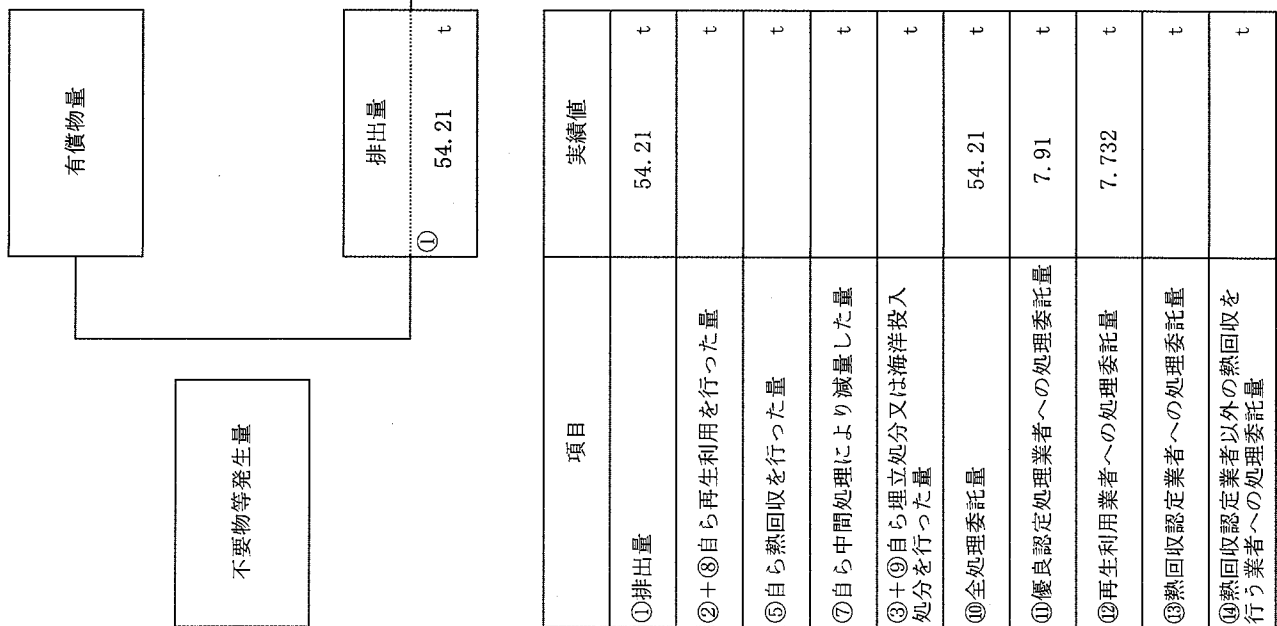 有償物量
不要物等発生量
排出量
① 54.21 t
項目 実績値
①排出量 54.21 t
②+⑧自ら再生利用を行った量 t
⑤自ら熱回収を行った量 t
⑦自ら中間処理により減量した量 t
③+⑨自ら埋立処分又は海洋投入
処分を行った量 t
⑩全処理委託量 54.21 t
⑪優良認定処理業者への処理委託量 7.91 t
⑫再生利用業者への処理委託量 7.732 t
⑬熱回収認定業者への処理委託量 t
⑭熱回収認定業者以外の熱回収を
行う業者への処理委託量 t